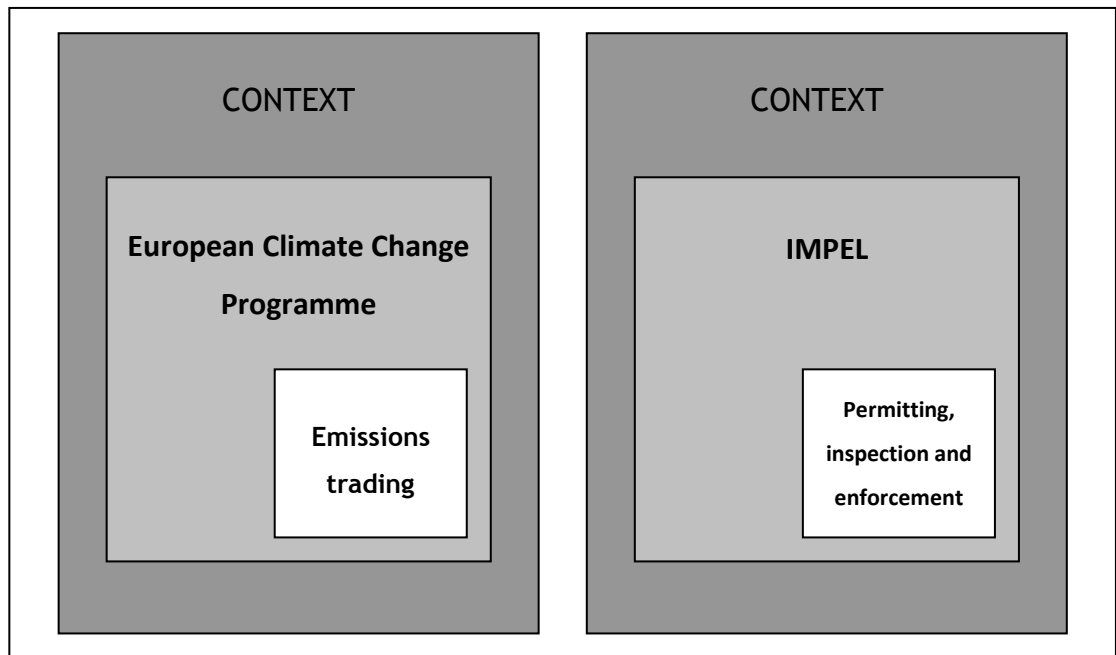 CONTEXT
European Climate Change
Programme
Emissions
trading
CONTEXT
IMPEL
Permitting,
inspection and
enforcement